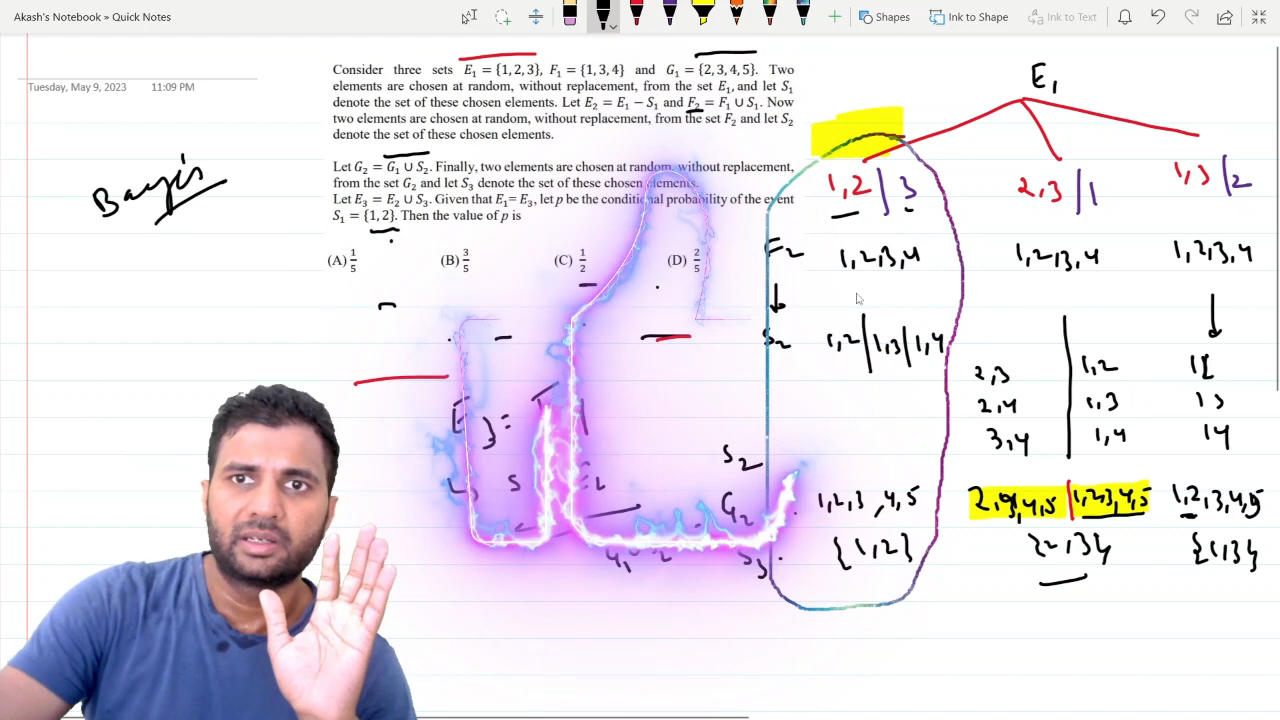 Akash's Notebook » Quick Notes
Shapes
Ink to Shape
Ink to Text
Tuesday, May 9, 2023 11:09 PM
Consider three sets E₁ = {1, 2, 3}, F₁ = {1, 3, 4} and G₁ = {2, 3, 4, 5}. Two
elements are chosen at random, without replacement, from the set E₁, and let S₁
denote the set of these chosen elements. Let E₂ = E₁ − S₁ and F₂ = F₁ ∪ S₁. Now
two elements are chosen at random, without replacement, from the set F₂ and let S₂
denote the set of these chosen elements.
Let G₂ = G₁ ∪ S₂. Finally, two elements are chosen at random, without replacement,
from the set G₂ and let S₃ denote the set of these chosen elements.
Let E₃ = E₂ ∪ S₃. Given that E₁= E₃, let p be the conditional probability of the event
S₁ = {1, 2}. Then the value of p is
(A) 1/5 (B) 3/5 (C) 1/2 (D) 2/5
E₁
1,2 | 3 2,3 | 1 1,3 | 2
F₂ 1,2,3,4 1,2,3,4 1,2,3,4
S₂ 1,2 | 1,3 | 1,4
2,3 1,2 12
2,4 1,3 13
3,4 1,4 14
E₃ =
S₂
G₂ 1,2,3,4,5 2,3,4,5 | 1,2,3,4,5 1,2,3,4,5
S₃ {1,2} {2,3} {1,3}